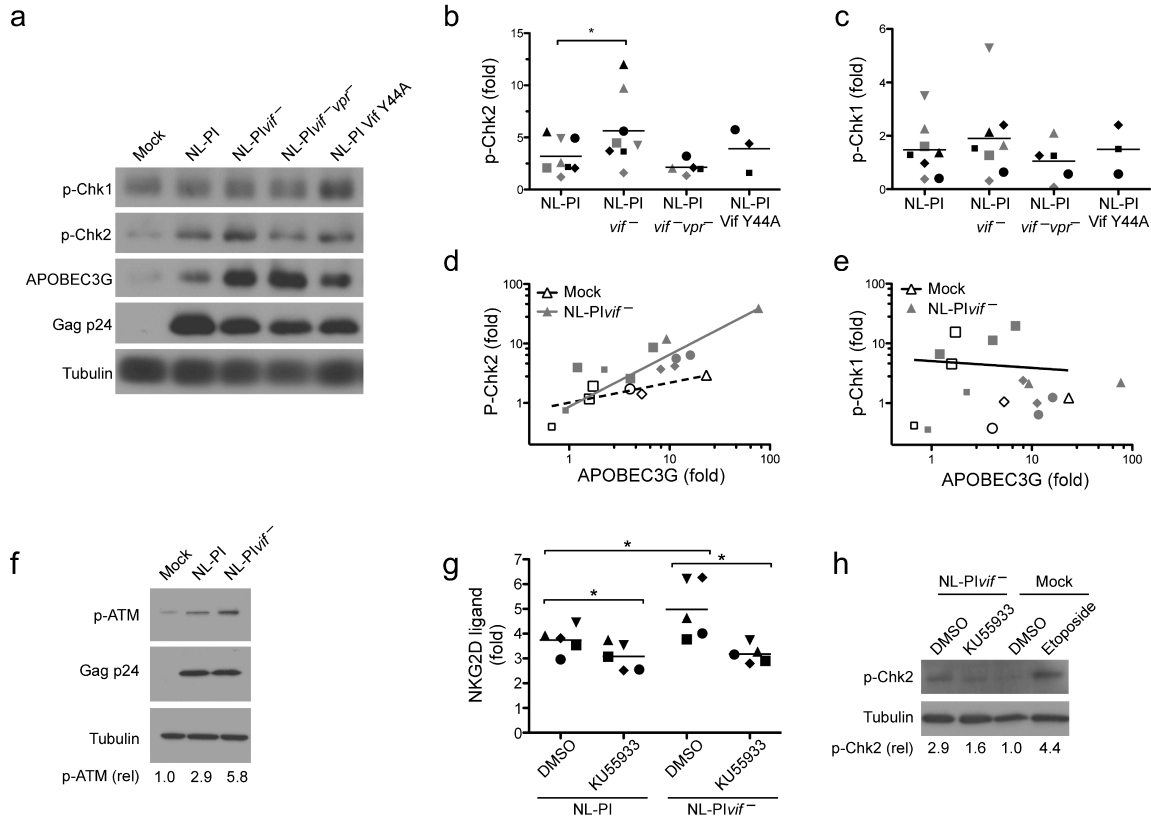 a
Mock
NL-PI
NL-PIvif−
NL-PIvif−vpr−
NL-PI Vif Y44A
p-Chk1
p-Chk2
APOBEC3G
Gag p24
Tubulin
b
p-Chk2 (fold)
15
10
5
0
*
NL-PI
NL-PI
NL-PI
NL-PI
vif−
vif−vpr−
Vif Y44A
c
p-Chk1 (fold)
6
4
2
0
NL-PI
NL-PI
NL-PI
NL-PI
vif−
vif−vpr−
Vif Y44A
d
P-Chk2 (fold)
100
10
1
Mock
NL-PIvif−
1
10
100
APOBEC3G (fold)
e
p-Chk1 (fold)
100
10
1
Mock
NL-PIvif−
1
10
100
APOBEC3G (fold)
f
Mock
NL-PI
NL-PIvif−
p-ATM
Gag p24
Tubulin
p-ATM (rel) 1.0 2.9 5.8
g
NKG2D ligand
(fold)
7
6
5
4
3
2
1
0
*
*
*
DMSO
KU55933
DMSO
KU55933
NL-PI
NL-PIvif−
h
NL-PIvif−
Mock
DMSO
KU55933
DMSO
Etoposide
p-Chk2
Tubulin
p-Chk2 (rel) 2.9 1.6 1.0 4.4